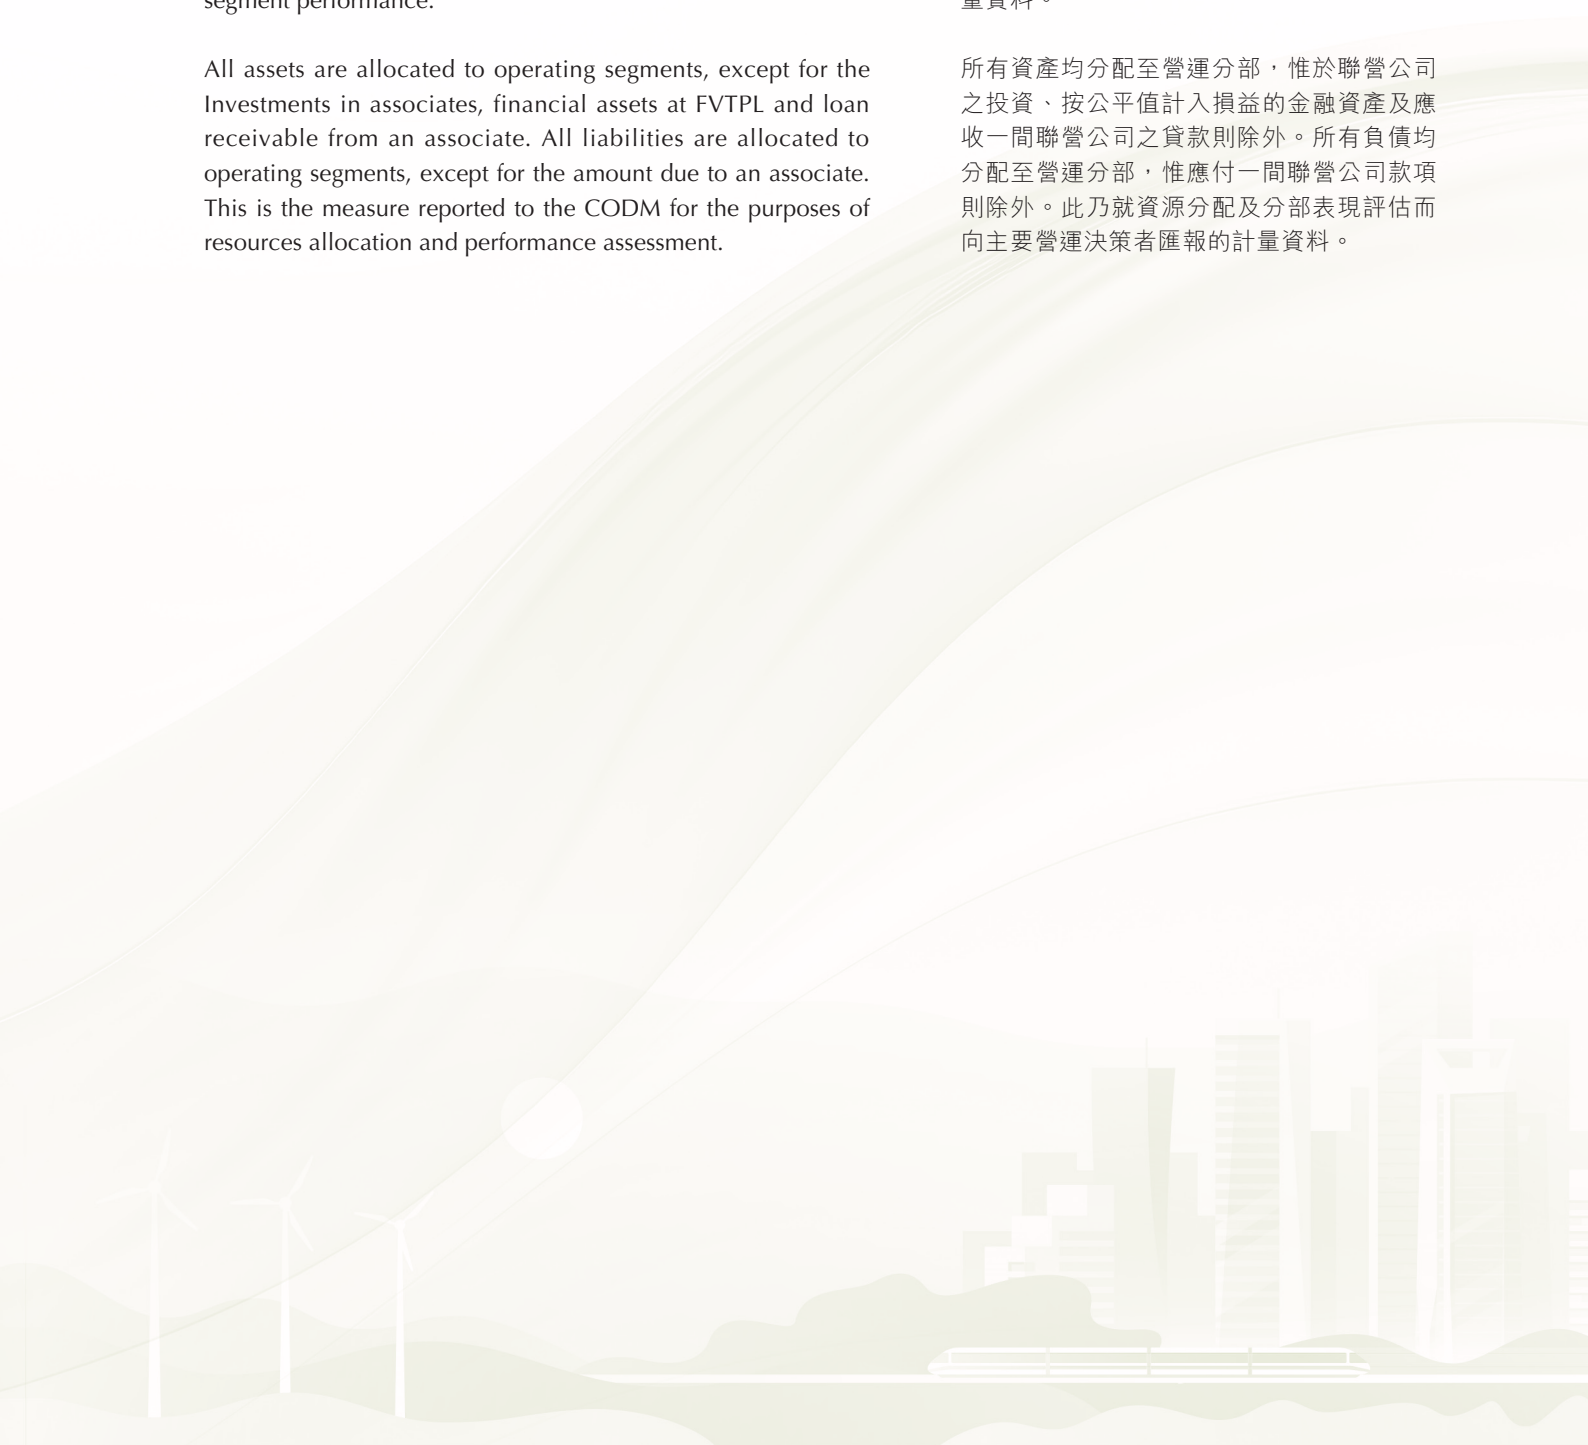 segment performance.
All assets are allocated to operating segments, except for the
Investments in associates, financial assets at FVTPL and loan
receivable from an associate. All liabilities are allocated to
operating segments, except for the amount due to an associate.
This is the measure reported to the CODM for the purposes of
resources allocation and performance assessment.
量資料。
所有資產均分配至營運分部，惟於聯營公司
之投資、按公平值計入損益的金融資產及應
收一間聯營公司之貸款則除外。所有負債均
分配至營運分部，惟應付一間聯營公司款項
則除外。此乃就資源分配及分部表現評估而
向主要營運決策者匯報的計量資料。